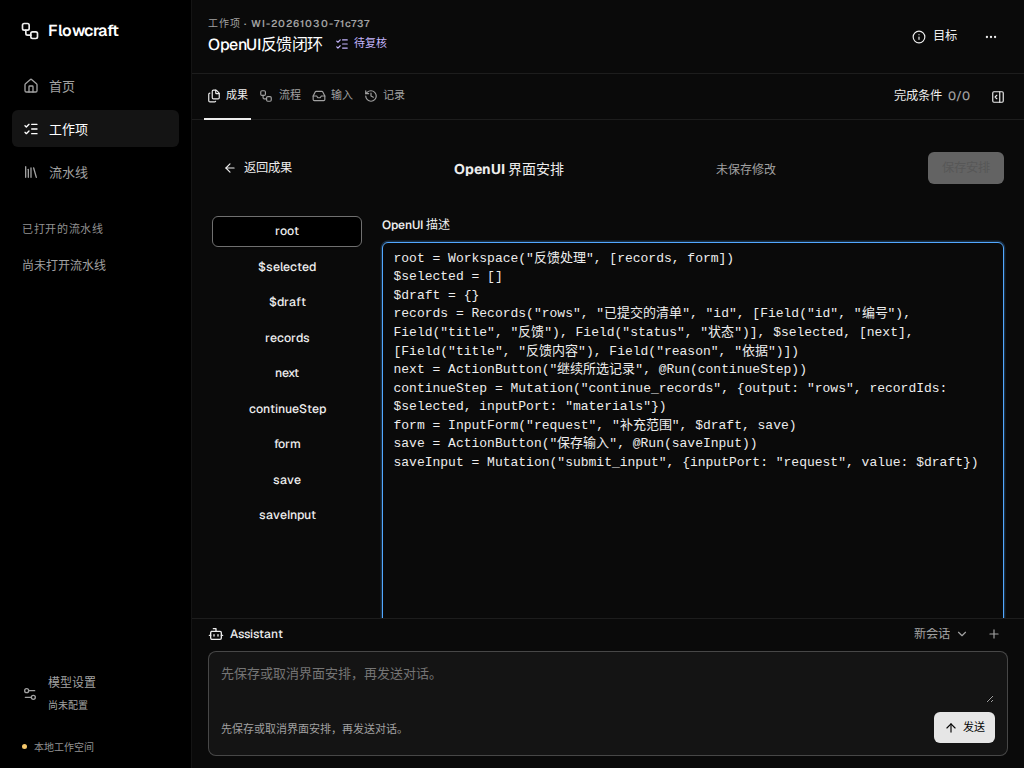 Flowcraft
首页
工作项
流水线
已打开的流水线
尚未打开流水线
模型设置
尚未配置
本地工作空间
工作项 · WI-20261030-71c737
OpenUI反馈闭环
待复核
目标
成果
流程
输入
记录
完成条件 0/0
返回成果
OpenUI 界面安排
未保存修改
保存安排
root
$selected
$draft
records
next
continueStep
form
save
saveInput
OpenUI 描述
root = Workspace("反馈处理", [records, form])
$selected = []
$draft = {}
records = Records("rows", "已提交的清单", "id", [Field("id", "编号"),
Field("title", "反馈"), Field("status", "状态")], $selected, [next],
[Field("title", "反馈内容"), Field("reason", "依据")])
next = ActionButton("继续所选记录", @Run(continueStep))
continueStep = Mutation("continue_records", {output: "rows", recordIds:
$selected, inputPort: "materials"})
form = InputForm("request", "补充范围", $draft, save)
save = ActionButton("保存输入", @Run(saveInput))
saveInput = Mutation("submit_input", {inputPort: "request", value: $draft})
Assistant
新会话
先保存或取消界面安排，再发送对话。
先保存或取消界面安排，再发送对话。
发送